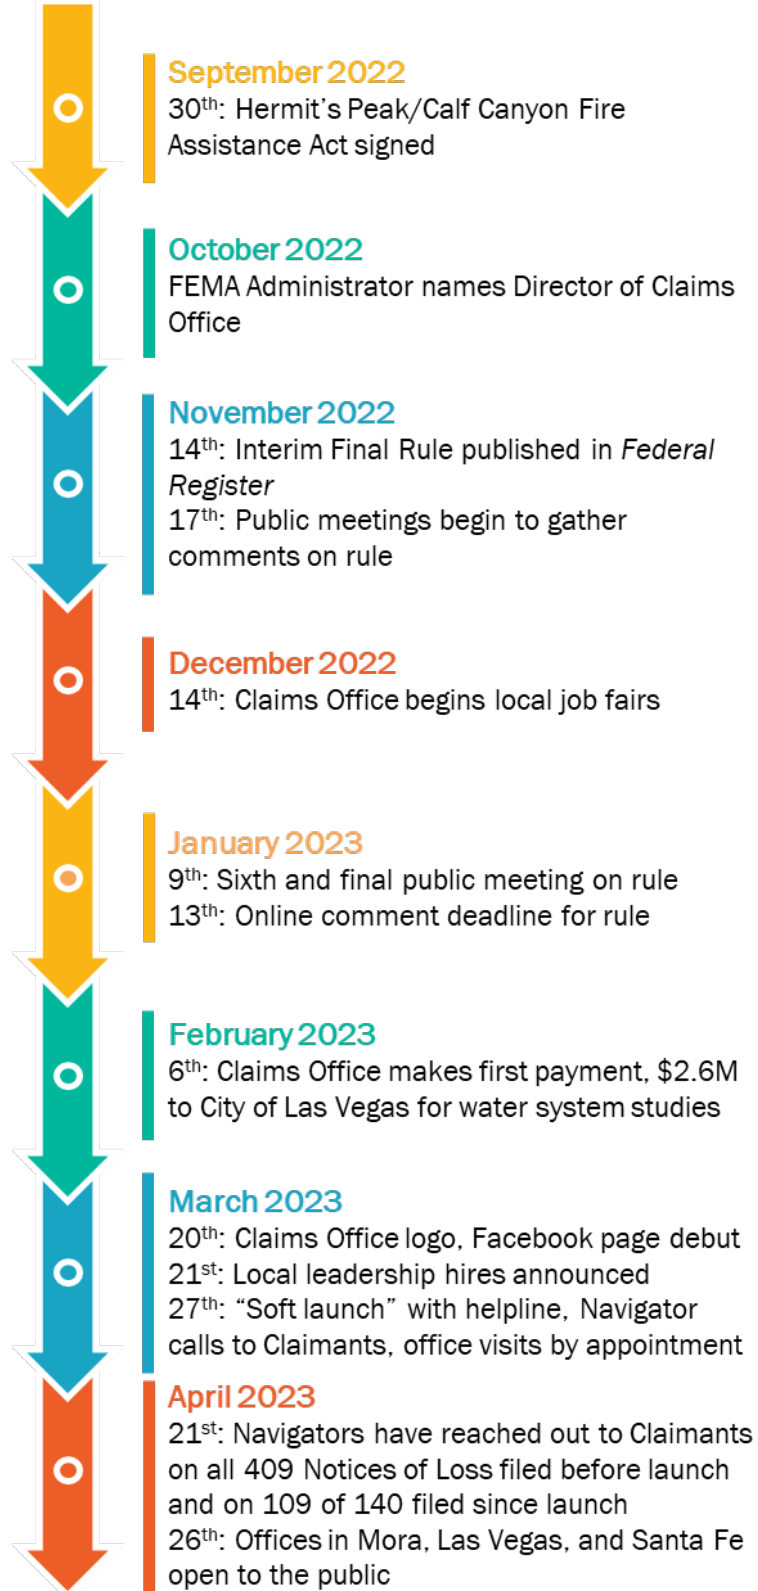 September 2022
30th: Hermit’s Peak/Calf Canyon Fire
Assistance Act signed
October 2022
FEMA Administrator names Director of Claims
Office
November 2022
14th: Interim Final Rule published in Federal
Register
17th: Public meetings begin to gather
comments on rule
December 2022
14th: Claims Office begins local job fairs
January 2023
9th: Sixth and final public meeting on rule
13th: Online comment deadline for rule
February 2023
6th: Claims Office makes first payment, $2.6M
to City of Las Vegas for water system studies
March 2023
20th: Claims Office logo, Facebook page debut
21st: Local leadership hires announced
27th: “Soft launch” with helpline, Navigator
calls to Claimants, office visits by appointment
April 2023
21st: Navigators have reached out to Claimants
on all 409 Notices of Loss filed before launch
and on 109 of 140 filed since launch
26th: Offices in Mora, Las Vegas, and Santa Fe
open to the public